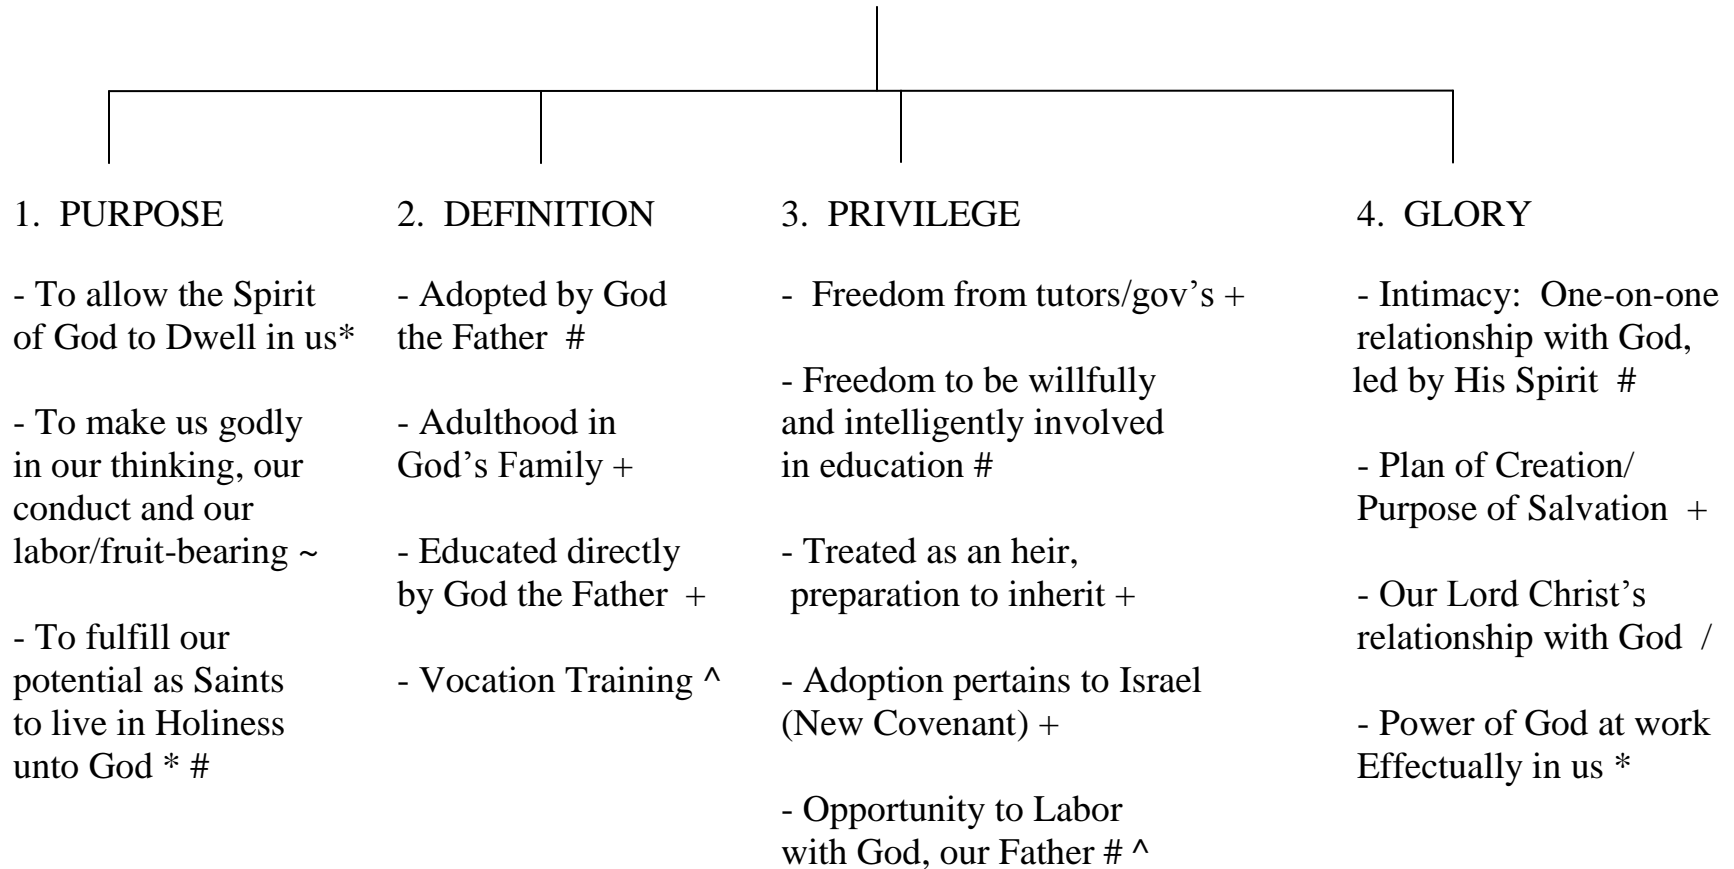 1. PURPOSE
- To allow the Spirit
of God to Dwell in us*
- To make us godly
in our thinking, our
conduct and our
labor/fruit-bearing ~
- To fulfill our
potential as Saints
to live in Holiness
unto God * #
2. DEFINITION
- Adopted by God
the Father #
- Adulthood in
God’s Family +
- Educated directly
by God the Father +
- Vocation Training ^
3. PRIVILEGE
- Freedom from tutors/gov’s +
- Freedom to be willfully
and intelligently involved
in education #
- Treated as an heir,
preparation to inherit +
- Adoption pertains to Israel
(New Covenant) +
- Opportunity to Labor
with God, our Father # ^
4. GLORY
- Intimacy: One-on-one
relationship with God,
led by His Spirit #
- Plan of Creation/
Purpose of Salvation +
- Our Lord Christ’s
relationship with God /
- Power of God at work
Effectually in us *